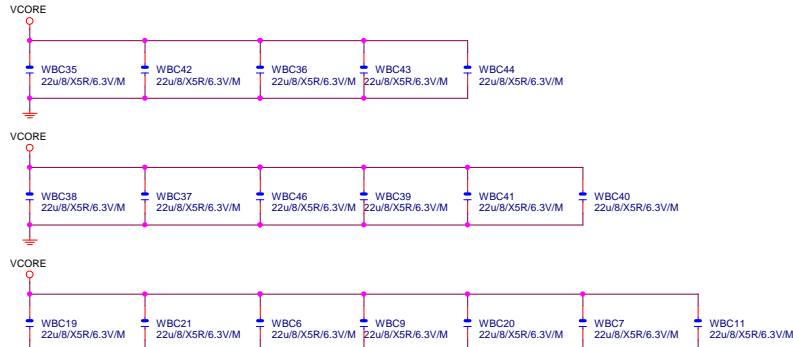 VCORE
WBC35 WBC42 WBC36 WBC43 WBC44
22u/8/X5R/6.3V/M 22u/8/X5R/6.3V/M 22u/8/X5R/6.3V/M 22u/8/X5R/6.3V/M 22u/8/X5R/6.3V/M
VCORE
WBC38 WBC37 WBC46 WBC39 WBC41 WBC40
22u/8/X5R/6.3V/M 22u/8/X5R/6.3V/M 22u/8/X5R/6.3V/M 22u/8/X5R/6.3V/M 22u/8/X5R/6.3V/M 22u/8/X5R/6.3V/M
VCORE
WBC19 WBC21 WBC6 WBC9 WBC20 WBC7 WBC11
22u/8/X5R/6.3V/M 22u/8/X5R/6.3V/M 22u/8/X5R/6.3V/M 22u/8/X5R/6.3V/M 22u/8/X5R/6.3V/M 22u/8/X5R/6.3V/M 22u/8/X5R/6.3V/M